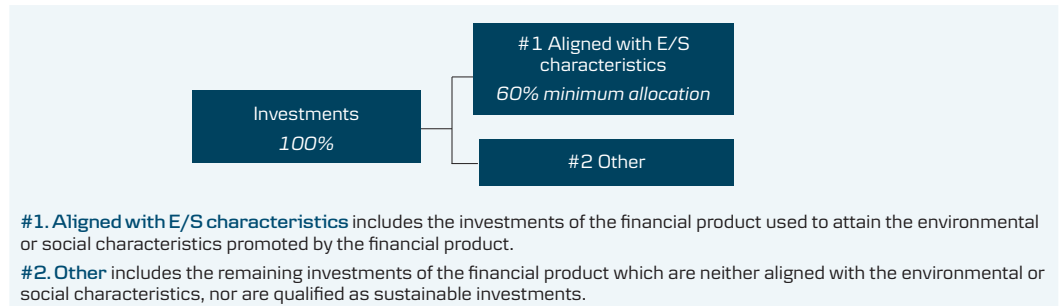 #1 Aligned with E/S
characteristics
60% minimum allocation
Investments
100%
#2 Other
#1. Aligned with E/S characteristics includes the investments of the financial product used to attain the environmental
or social characteristics promoted by the financial product.
#2. Other includes the remaining investments of the financial product which are neither aligned with the environmental or
social characteristics, nor are qualified as sustainable investments.